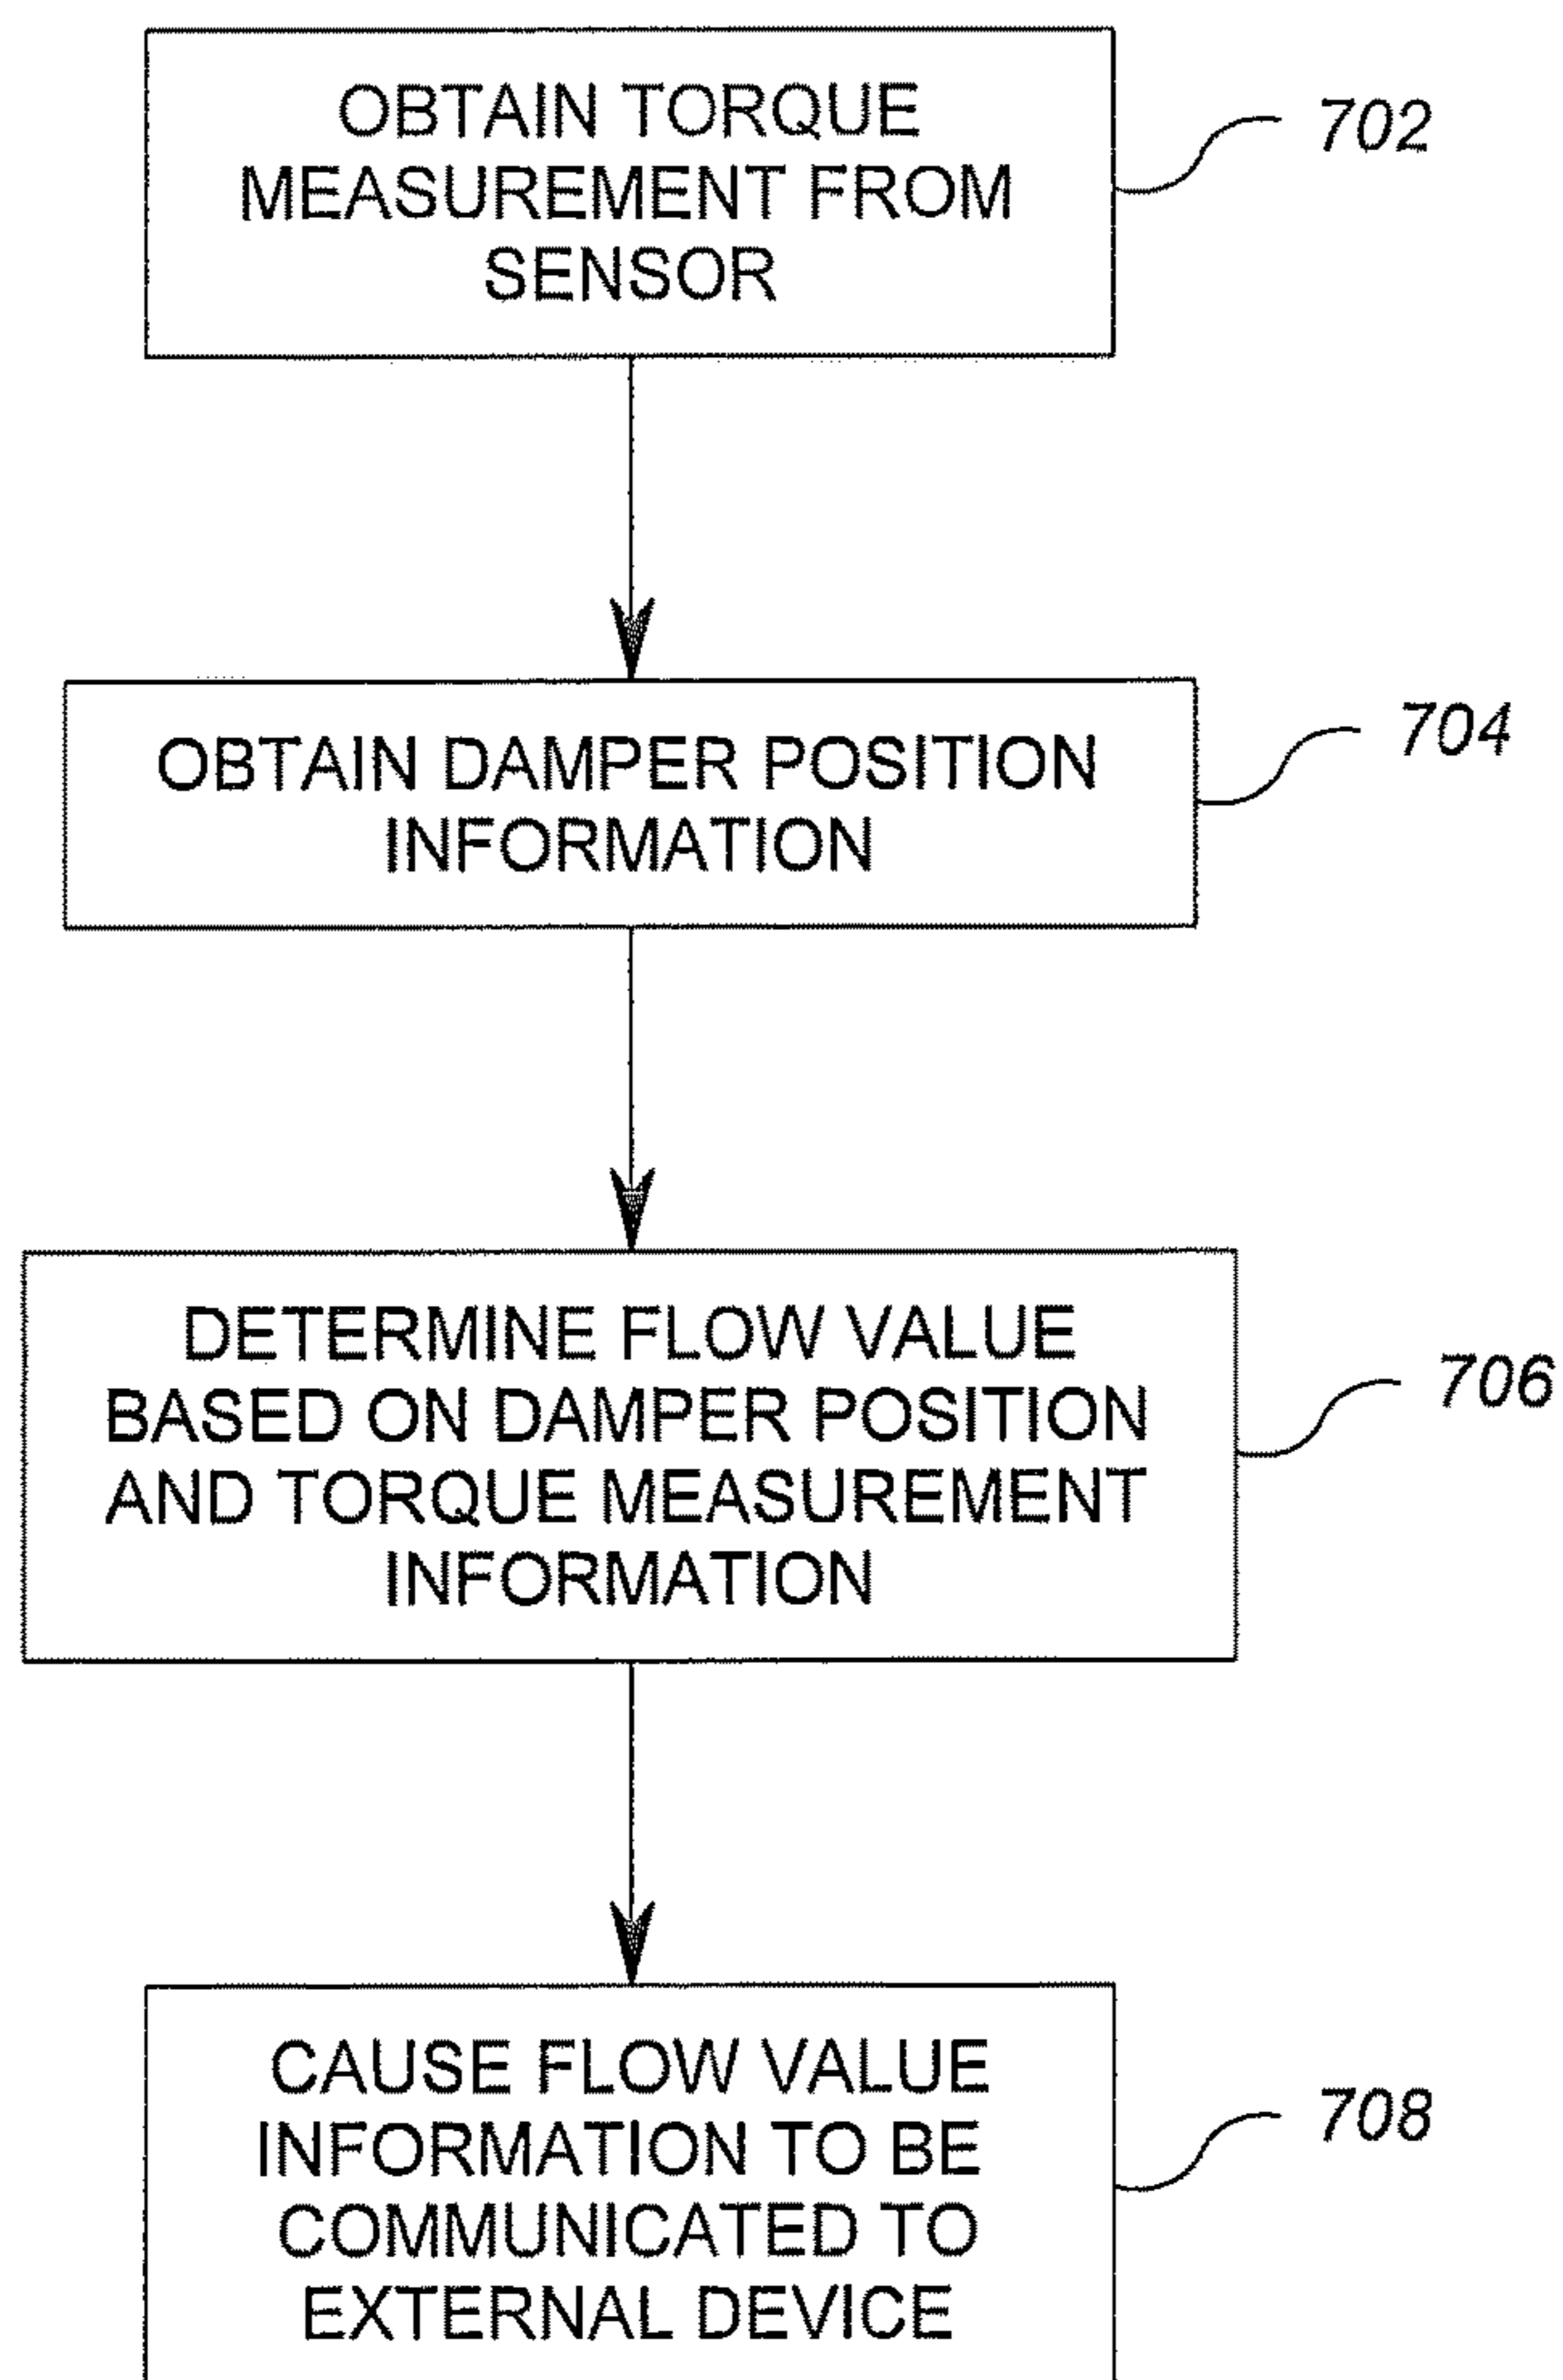 OBTAIN TORQUE
MEASUREMENT FROM
SENSOR
702
OBTAIN DAMPER POSITION
INFORMATION
704
DETERMINE FLOW VALUE
BASED ON DAMPER POSITION
AND TORQUE MEASUREMENT
INFORMATION
706
CAUSE FLOW VALUE
INFORMATION TO BE
COMMUNICATED TO
EXTERNAL DEVICE
708